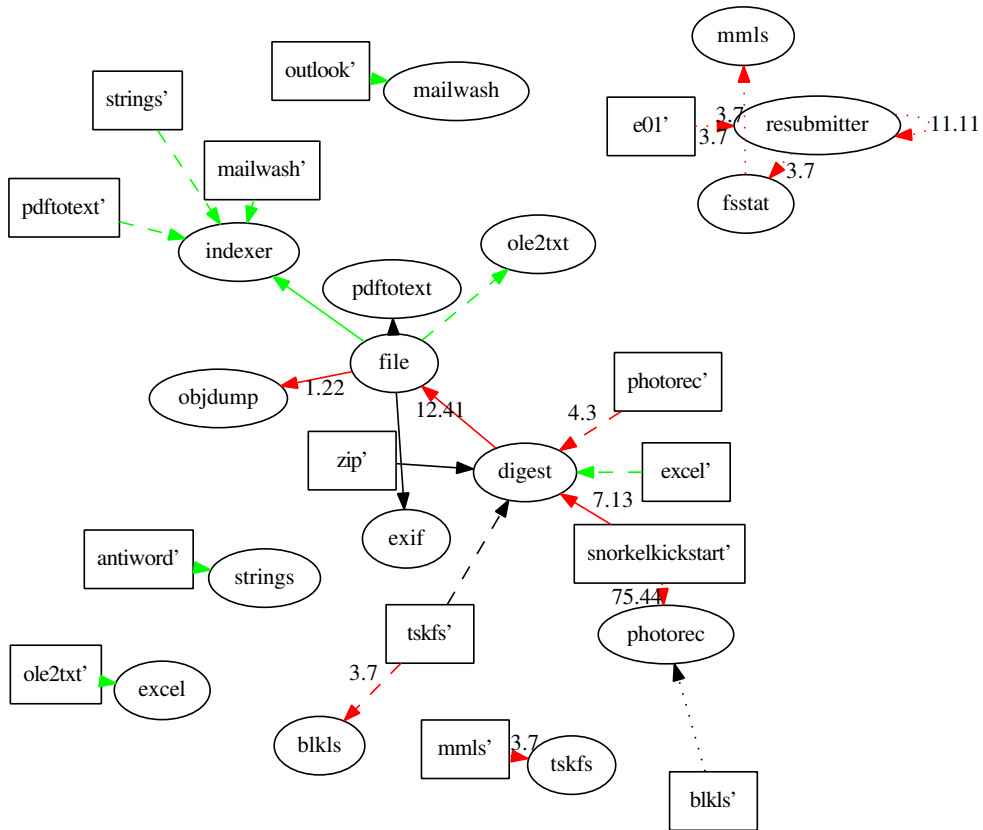 mmls
outlook’
mailwash
strings’
e01’
3.7
3.7
resubmitter
11.11
mailwash’
3.7
pdftotext’
fsstat
indexer
ole2txt
pdftotext
file
objdump
1.22
12.41
photorec’
4.3
zip’
digest
excel’
7.13
exif
snorkelkickstart’
antiword’
strings
75.44
tskfs’
photorec
ole2txt’
excel
3.7
blkls
mmls’
3.7
tskfs
blkls’